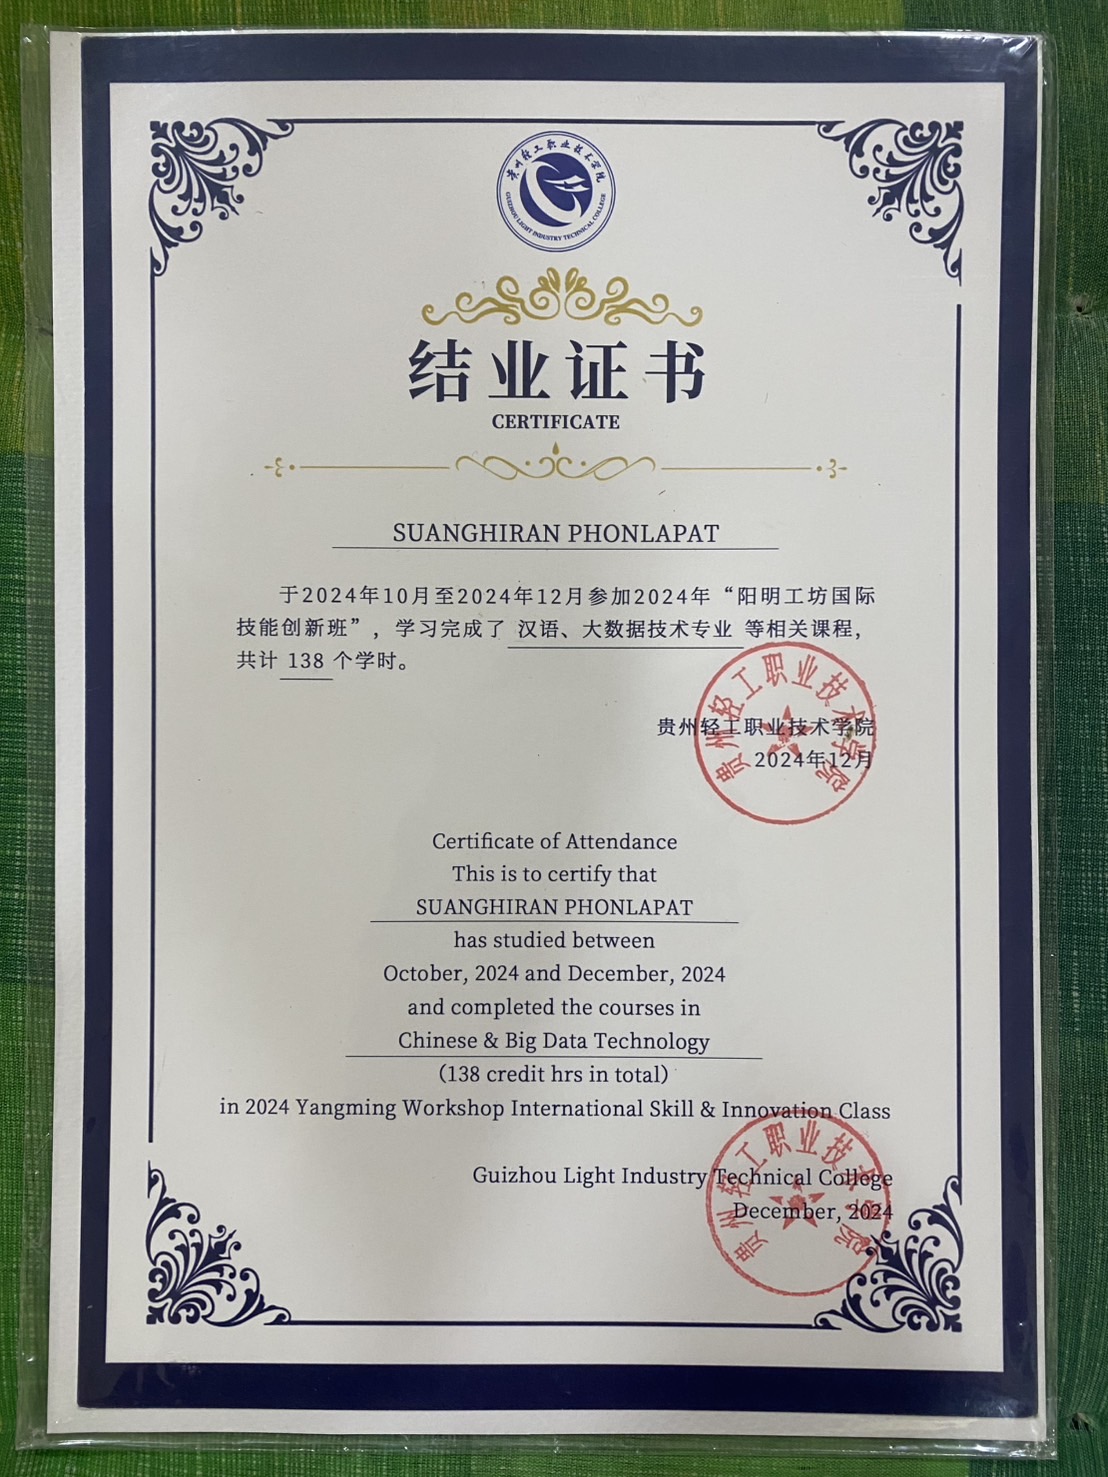 贵州轻工职业技术学院
GUIZHOU LIGHT INDUSTRY TECHNICAL COLLEGE
结业证书
CERTIFICATE
SUANGHIRAN PHONLAPAT
于2024年10月至2024年12月参加2024年“阳明工坊国际
技能创新班”，学习完成了 汉语、大数据技术专业 等相关课程，
共计 138 个学时。
贵州轻工职业技术学院
2024年12月
贵州轻工职业技术学院
Certificate of Attendance
This is to certify that
SUANGHIRAN PHONLAPAT
has studied between
October, 2024 and December, 2024
and completed the courses in
Chinese & Big Data Technology
（138 credit hrs in total）
in 2024 Yangming Workshop International Skill & Innovation Class
Guizhou Light Industry Technical College
December, 2024
贵州轻工职业技术学院